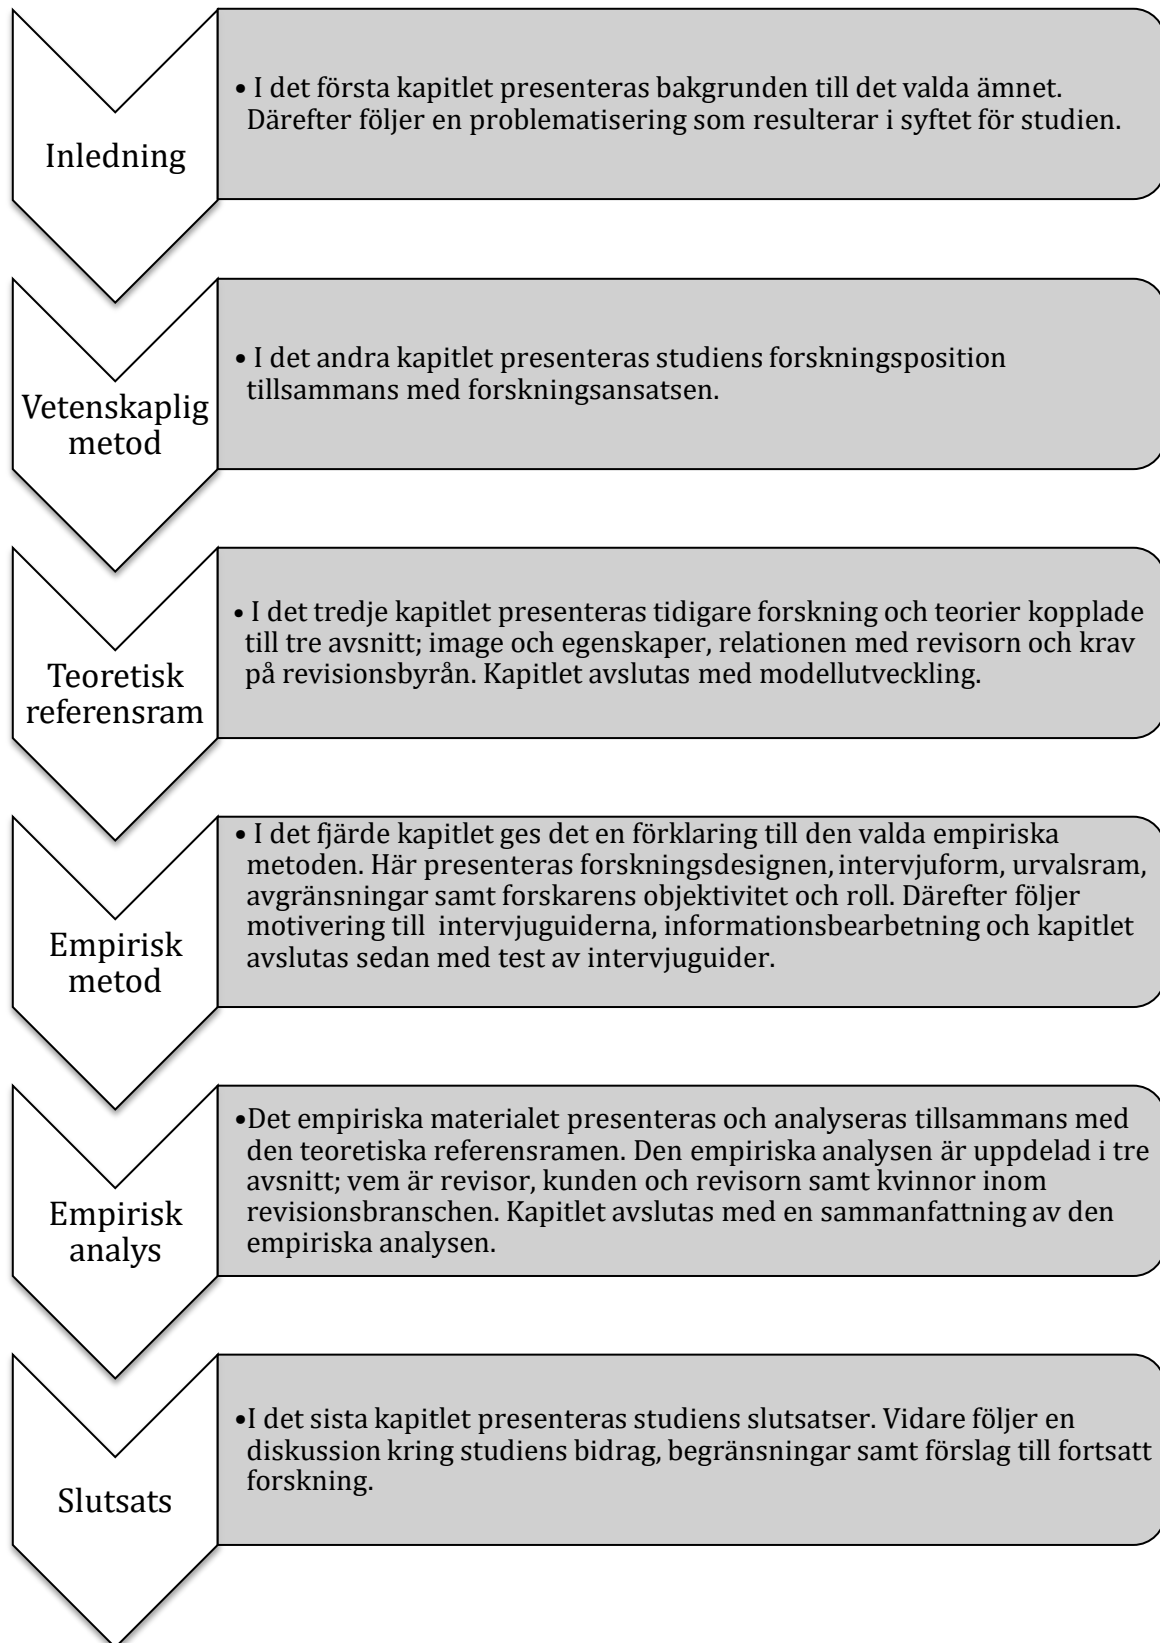 Inledning
• I det första kapitlet presenteras bakgrunden till det valda ämnet.
Därefter följer en problematisering som resulterar i syftet för studien.
Vetenskaplig
metod
• I det andra kapitlet presenteras studiens forskningsposition
tillsammans med forskningsansatsen.
Teoretisk
referensram
• I det tredje kapitlet presenteras tidigare forskning och teorier kopplade
till tre avsnitt; image och egenskaper, relationen med revisorn och krav
på revisionsbyrån. Kapitlet avslutas med modellutveckling.
Empirisk
metod
• I det fjärde kapitlet ges det en förklaring till den valda empiriska
metoden. Här presenteras forskningsdesignen, intervjuform, urvalsram,
avgränsningar samt forskarens objektivitet och roll. Därefter följer
motivering till intervjuguiderna, informationsbearbetning och kapitlet
avslutas sedan med test av intervjuguider.
Empirisk
analys
•Det empiriska materialet presenteras och analyseras tillsammans med
den teoretiska referensramen. Den empiriska analysen är uppdelad i tre
avsnitt; vem är revisor, kunden och revisorn samt kvinnor inom
revisionsbranschen. Kapitlet avslutas med en sammanfattning av den
empiriska analysen.
Slutsats
•I det sista kapitlet presenteras studiens slutsatser. Vidare följer en
diskussion kring studiens bidrag, begränsningar samt förslag till fortsatt
forskning.